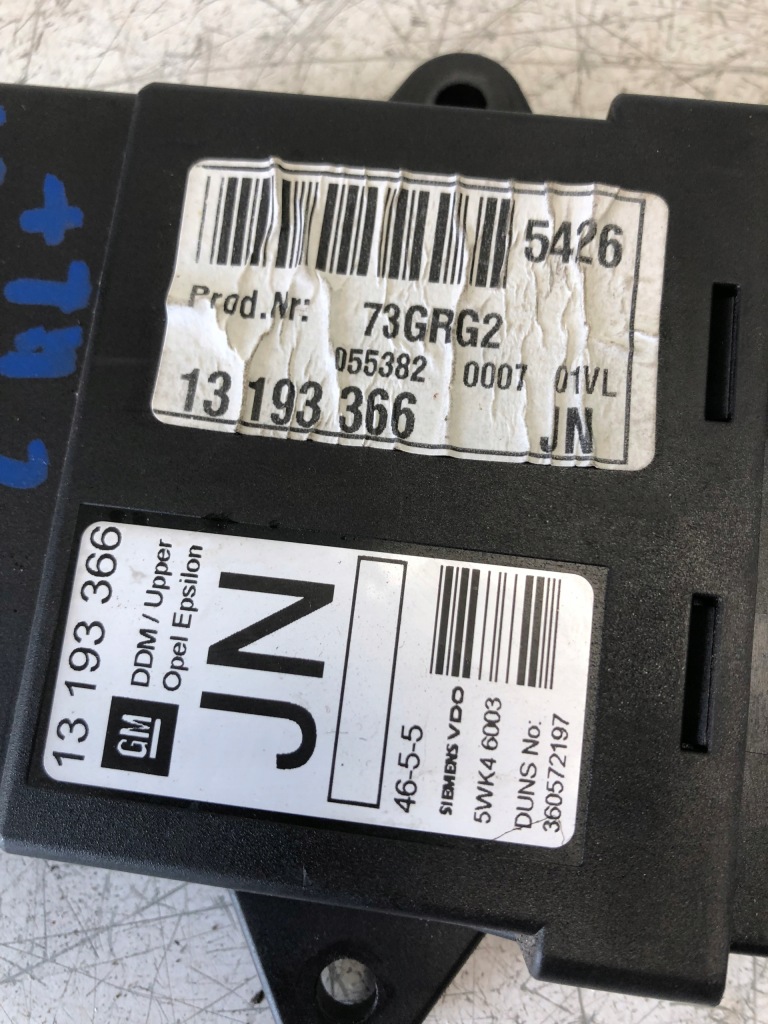 5426
Prod.Nr: 73GRG2
055382 0007 01VL
13 193 366 JN
13 193 366
GM
DDM / Upper
Opel Epsilon
JN
46-5-5
SIEMENS VDO
5WK4 6003
DUNS No:
360572197